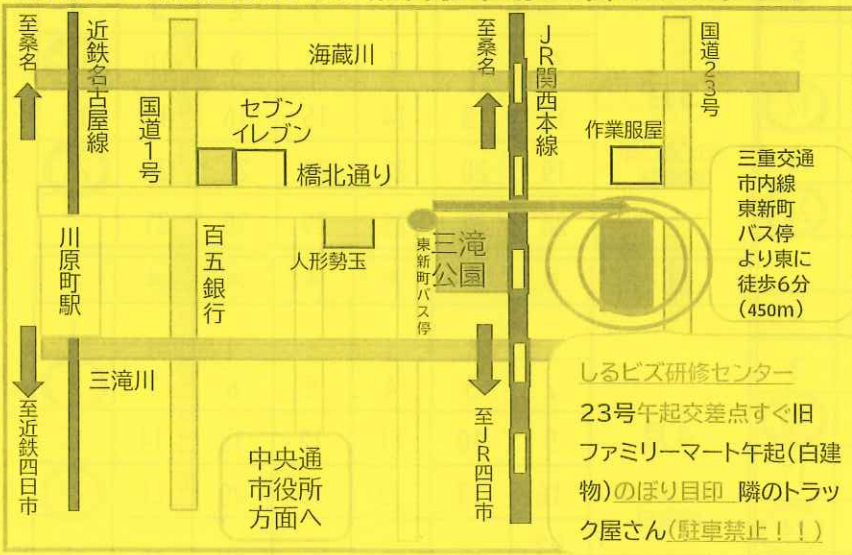 至桑名
近鉄名古屋線
海蔵川
至桑名
JR関西本線
国道23号
国道1号
セブン
イレブン
作業服屋
橋北通り
三重交通
市内線
東新町
バス停
より東に
徒歩6分
(450m)
川原町駅
百五銀行
人形勢玉
東新町バス停
三滝
公園
三滝川
至近鉄四日市
中央通
市役所
方面へ
至JR四日市
しるビズ研修センター
23号午起交差点すぐ旧
ファミリーマート午起(白建
物)のぼり目印 隣のトラッ
ク屋さん(駐車禁止!!)